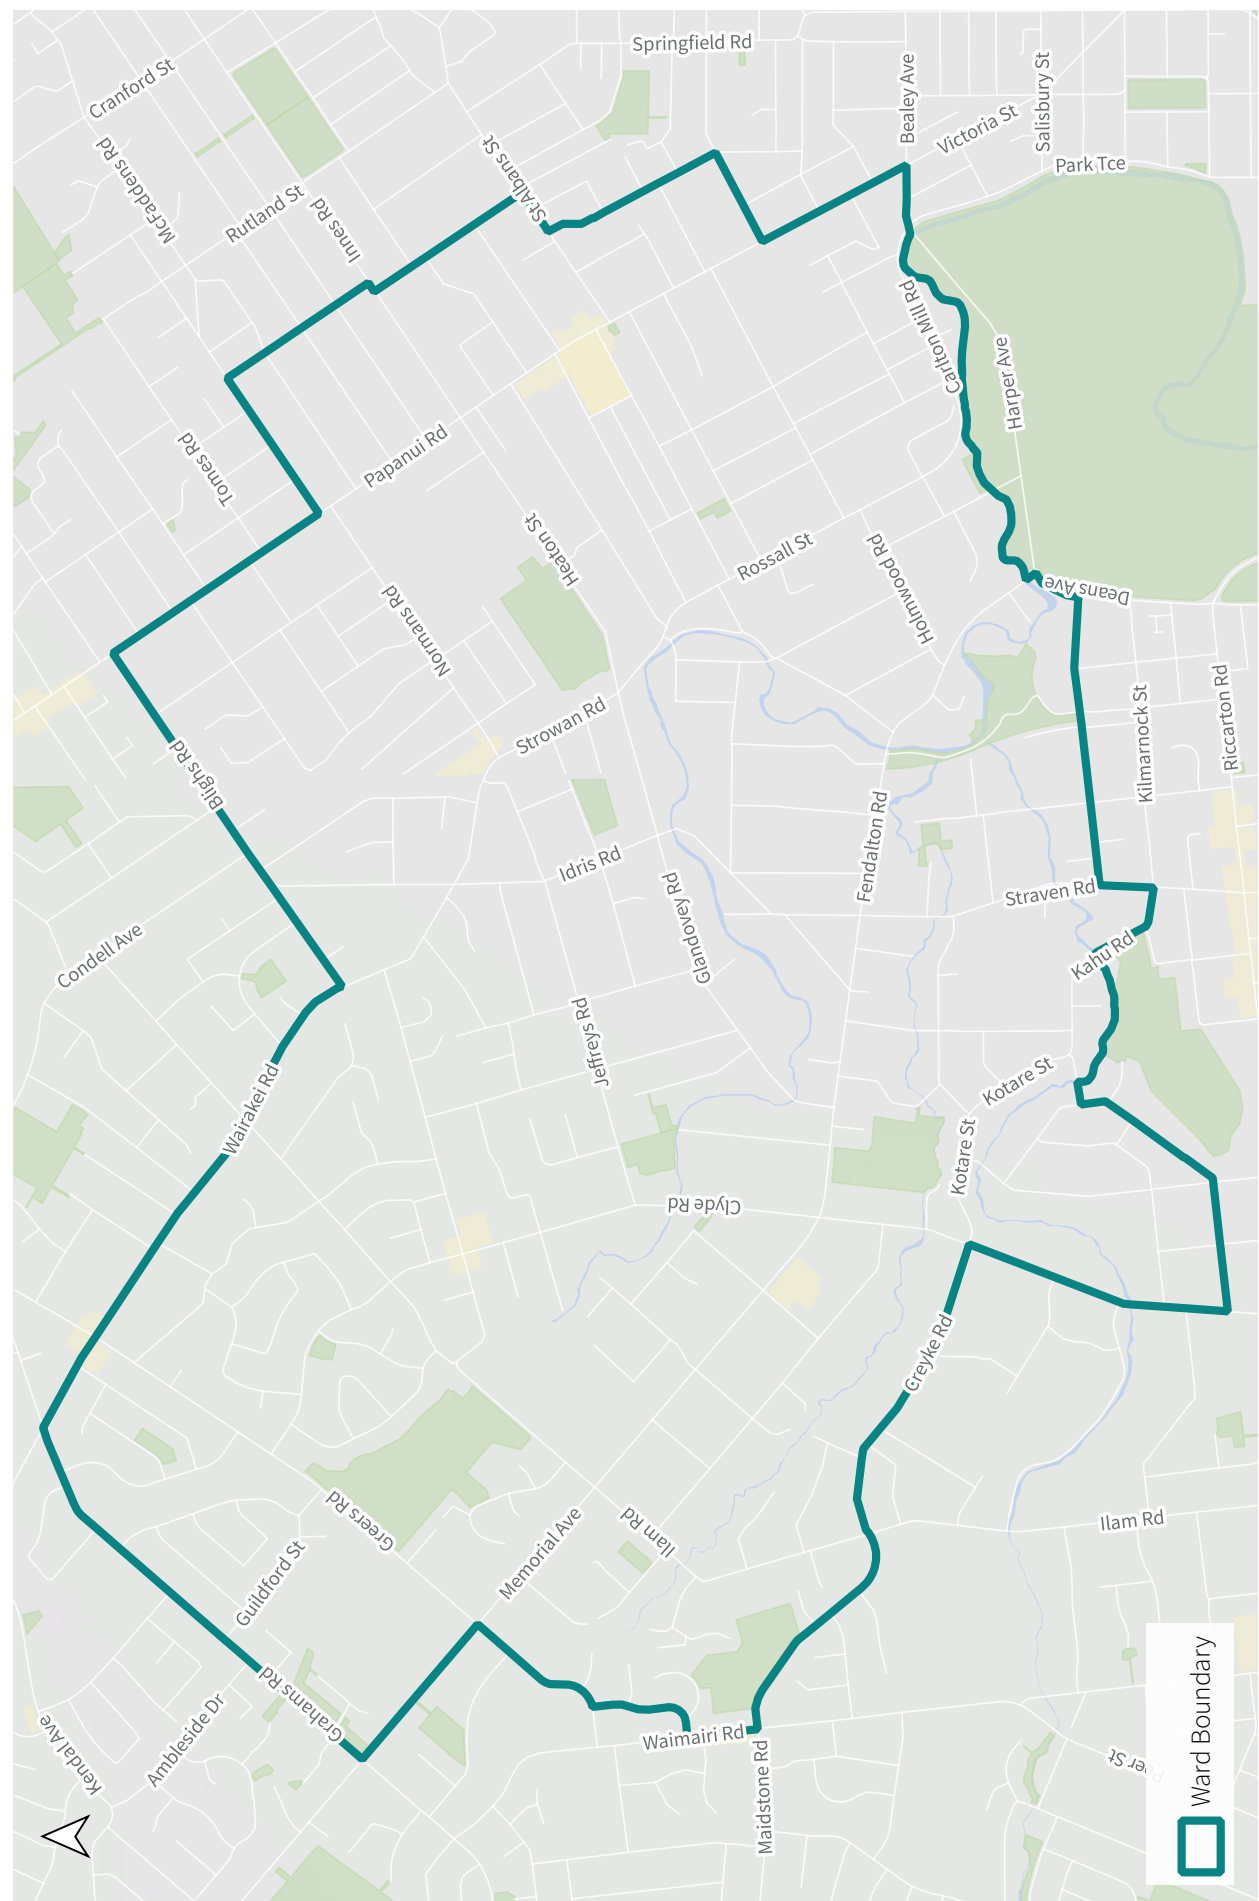 Springfield Rd
Cranford St
Bealey Ave
Salisbury St
Victoria St
Park Tce
McFaddens Rd
Rutland St
Innes Rd
St Albans St
Carlton Mill Rd
Harper Ave
Tomes Rd
Papanui Rd
Heaton St
Rossall St
Holmwood Rd
Deans Ave
Normans Rd
Strowan Rd
Kilmarnock St
Riccarton Rd
Blighs Rd
Idris Rd
Fendalton Rd
Glandovey Rd
Straven Rd
Condell Ave
Kahu Rd
Jeffreys Rd
Kotare St
Wairakei Rd
Kotare St
Clyde Rd
Creyke Rd
Greers Rd
Ilam Rd
Memorial Ave
Ilam Rd
Guildford St
Grahams Rd
Ambleside Dr
Kendal Ave
Waimairi Rd
Maidstone Rd
Peer St
Ward Boundary